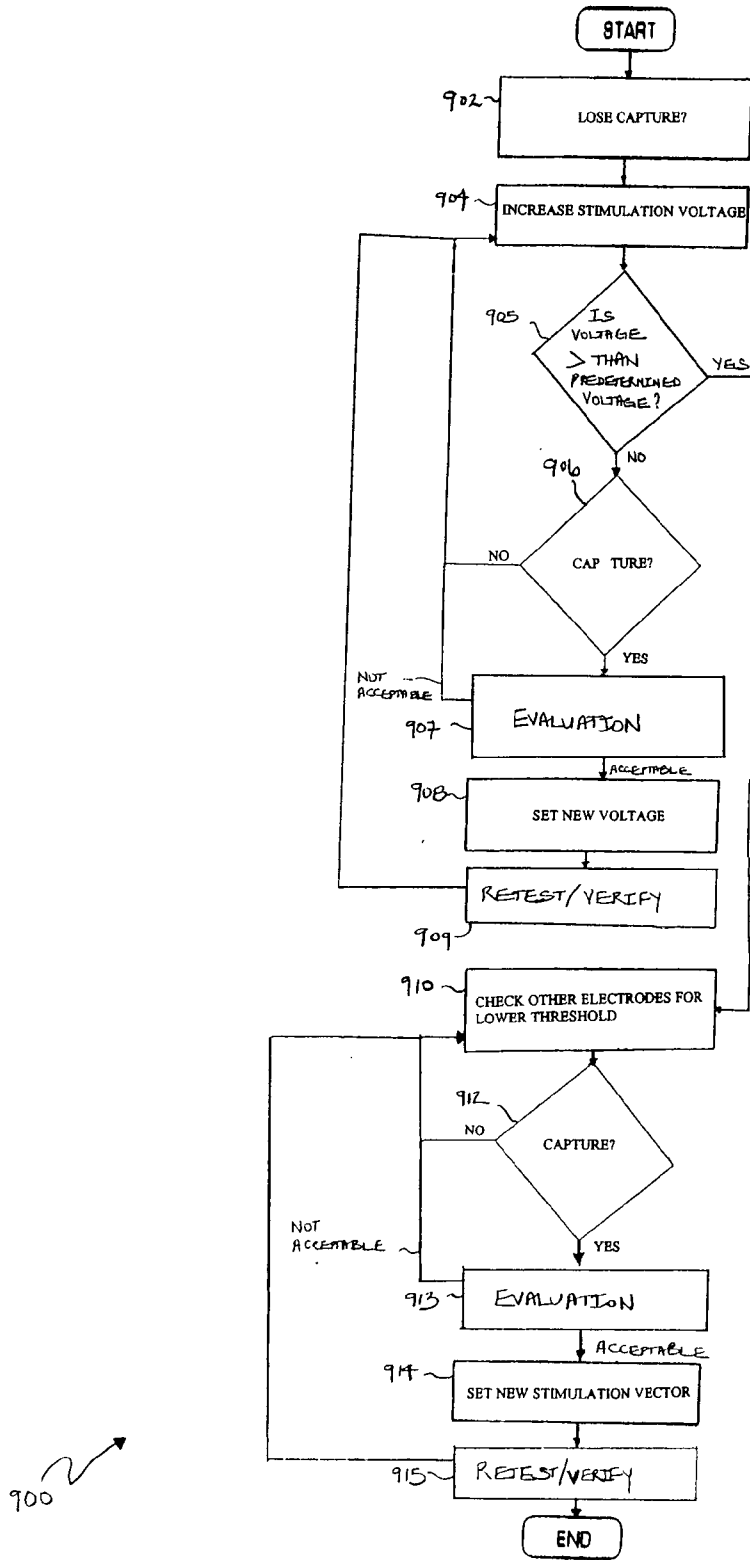 START
902
LOSE CAPTURE?
904
INCREASE STIMULATION VOLTAGE
905
IS
VOLTAGE
> THAN
PREDETERMINED
VOLTAGE?
YES
NO
906
CAP TURE?
NO
YES
NOT
ACCEPTABLE
907
EVALUATION
ACCEPTABLE
908
SET NEW VOLTAGE
RETEST/VERIFY
909
910
CHECK OTHER ELECTRODES FOR
LOWER THRESHOLD
912
NO
CAPTURE?
NOT
ACCEPTABLE
YES
913
EVALUATION
ACCEPTABLE
914
SET NEW STIMULATION VECTOR
915
RETEST/VERIFY
900
END